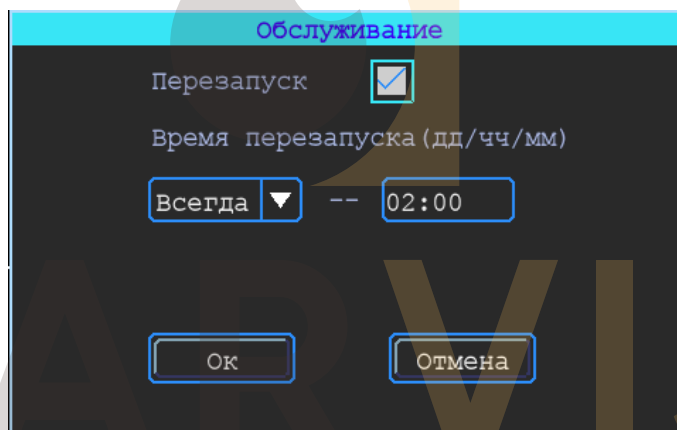 Обслуживание
Перезапуск
Время перезапуска(дд/чч/мм)
Всегда -- 02:00
Ок Отмена